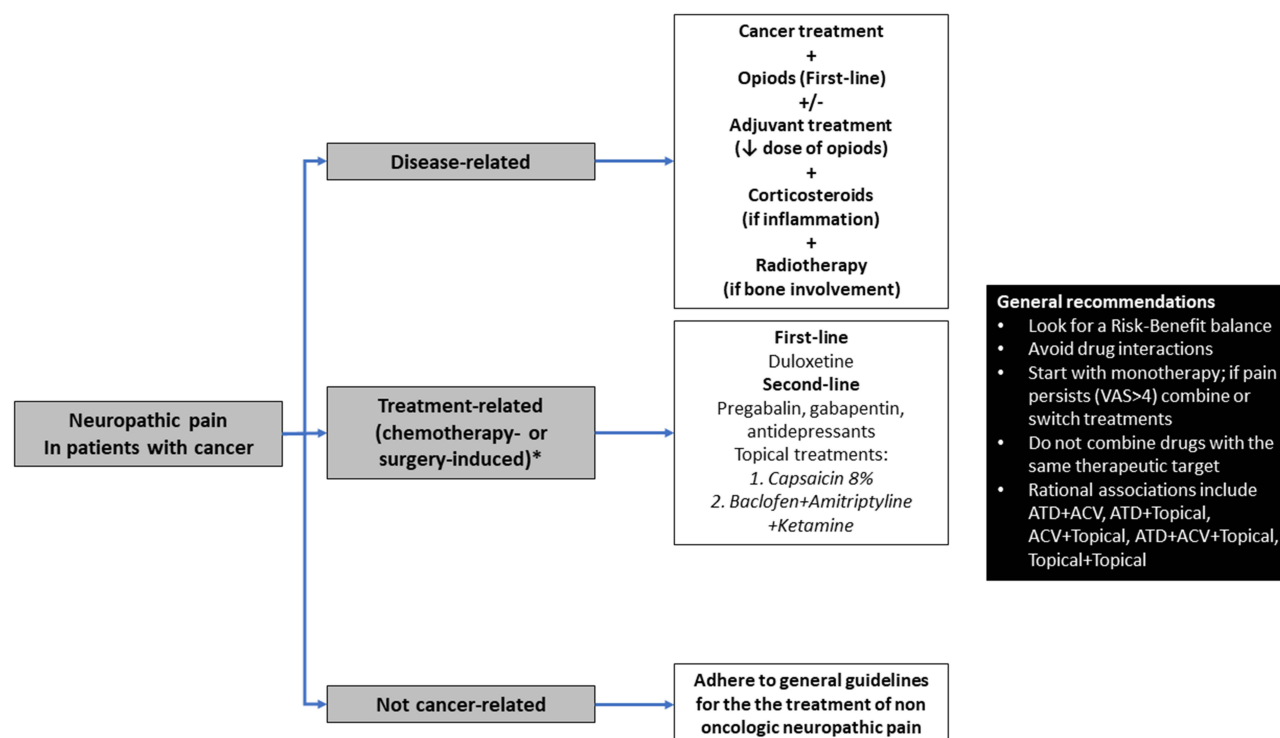 Neuropathic pain
In patients with cancer
Disease-related
Cancer treatment
+
Opiods (First-line)
+/-
Adjuvant treatment
(↓ dose of opiods)
+
Corticosteroids
(if inflammation)
+
Radiotherapy
(if bone involvement)
Treatment-related
(chemotherapy- or
surgery-induced)*
First-line
Duloxetine
Second-line
Pregabalin, gabapentin,
antidepressants
Topical treatments:
1. Capsaicin 8%
2. Baclofen+Amitriptyline
+Ketamine
Not cancer-related
Adhere to general guidelines
for the the treatment of non
oncologic neuropathic pain
General recommendations
• Look for a Risk-Benefit balance
• Avoid drug interactions
• Start with monotherapy; if pain
persists (VAS>4) combine or
switch treatments
• Do not combine drugs with the
same therapeutic target
• Rational associations include
ATD+ACV, ATD+Topical,
ACV+Topical, ATD+ACV+Topical,
Topical+Topical